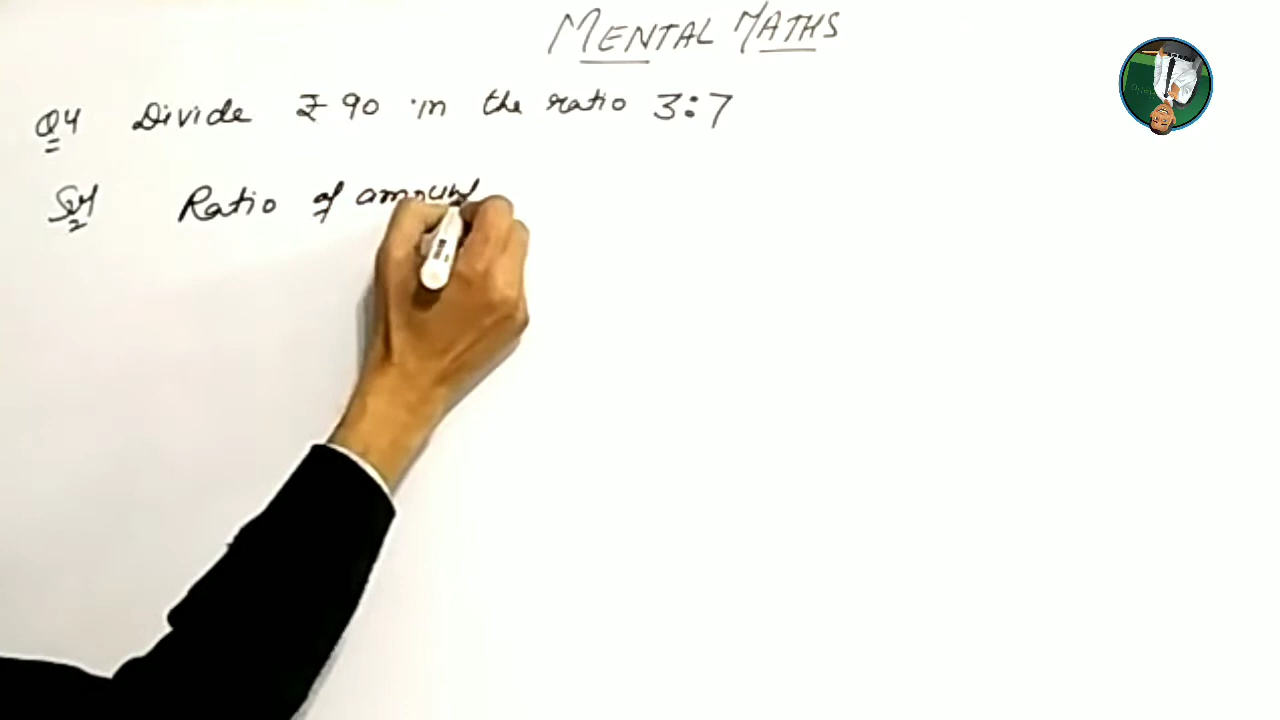 MENTAL MATHS
Q4 Divide ₹ 90 in the ratio 3:7
Sol Ratio of amount